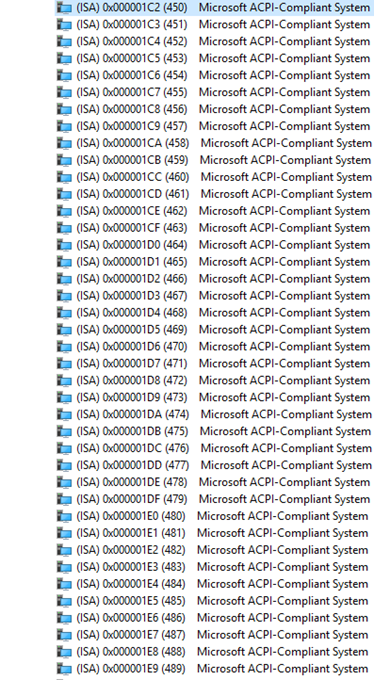 (ISA) 0x000001C2 (450) Microsoft ACPI-Compliant System
(ISA) 0x000001C3 (451) Microsoft ACPI-Compliant System
(ISA) 0x000001C4 (452) Microsoft ACPI-Compliant System
(ISA) 0x000001C5 (453) Microsoft ACPI-Compliant System
(ISA) 0x000001C6 (454) Microsoft ACPI-Compliant System
(ISA) 0x000001C7 (455) Microsoft ACPI-Compliant System
(ISA) 0x000001C8 (456) Microsoft ACPI-Compliant System
(ISA) 0x000001C9 (457) Microsoft ACPI-Compliant System
(ISA) 0x000001CA (458) Microsoft ACPI-Compliant System
(ISA) 0x000001CB (459) Microsoft ACPI-Compliant System
(ISA) 0x000001CC (460) Microsoft ACPI-Compliant System
(ISA) 0x000001CD (461) Microsoft ACPI-Compliant System
(ISA) 0x000001CE (462) Microsoft ACPI-Compliant System
(ISA) 0x000001CF (463) Microsoft ACPI-Compliant System
(ISA) 0x000001D0 (464) Microsoft ACPI-Compliant System
(ISA) 0x000001D1 (465) Microsoft ACPI-Compliant System
(ISA) 0x000001D2 (466) Microsoft ACPI-Compliant System
(ISA) 0x000001D3 (467) Microsoft ACPI-Compliant System
(ISA) 0x000001D4 (468) Microsoft ACPI-Compliant System
(ISA) 0x000001D5 (469) Microsoft ACPI-Compliant System
(ISA) 0x000001D6 (470) Microsoft ACPI-Compliant System
(ISA) 0x000001D7 (471) Microsoft ACPI-Compliant System
(ISA) 0x000001D8 (472) Microsoft ACPI-Compliant System
(ISA) 0x000001D9 (473) Microsoft ACPI-Compliant System
(ISA) 0x000001DA (474) Microsoft ACPI-Compliant System
(ISA) 0x000001DB (475) Microsoft ACPI-Compliant System
(ISA) 0x000001DC (476) Microsoft ACPI-Compliant System
(ISA) 0x000001DD (477) Microsoft ACPI-Compliant System
(ISA) 0x000001DE (478) Microsoft ACPI-Compliant System
(ISA) 0x000001DF (479) Microsoft ACPI-Compliant System
(ISA) 0x000001E0 (480) Microsoft ACPI-Compliant System
(ISA) 0x000001E1 (481) Microsoft ACPI-Compliant System
(ISA) 0x000001E2 (482) Microsoft ACPI-Compliant System
(ISA) 0x000001E3 (483) Microsoft ACPI-Compliant System
(ISA) 0x000001E4 (484) Microsoft ACPI-Compliant System
(ISA) 0x000001E5 (485) Microsoft ACPI-Compliant System
(ISA) 0x000001E6 (486) Microsoft ACPI-Compliant System
(ISA) 0x000001E7 (487) Microsoft ACPI-Compliant System
(ISA) 0x000001E8 (488) Microsoft ACPI-Compliant System
(ISA) 0x000001E9 (489) Microsoft ACPI-Compliant System